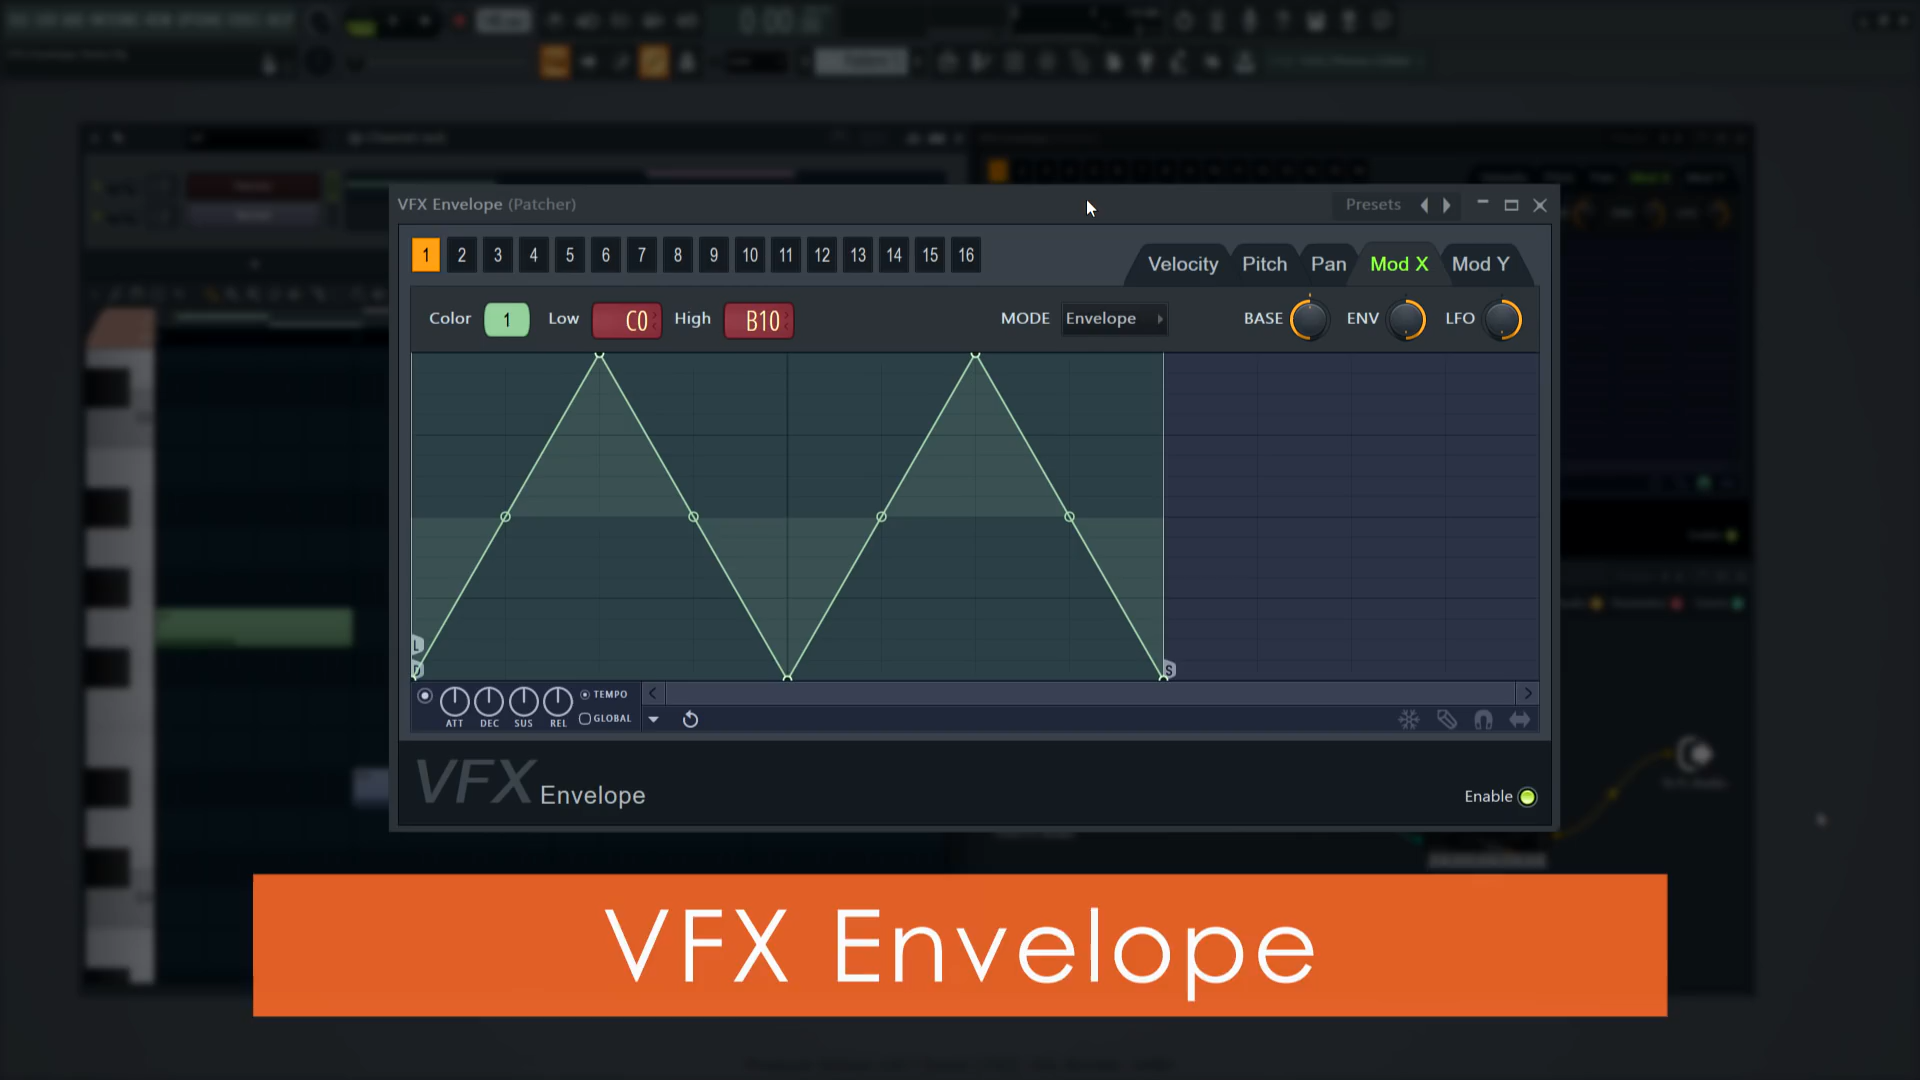 VFX Envelope (Patcher)
Presets
1 2 3 4 5 6 7 8 9 10 11 12 13 14 15 16
Velocity Pitch Pan Mod X Mod Y
Color 1 Low C0 High B10 MODE Envelope BASE ENV LFO
L
D
S
ATT DEC SUS REL
TEMPO
GLOBAL
VFX Envelope
Enable
VFX Envelope